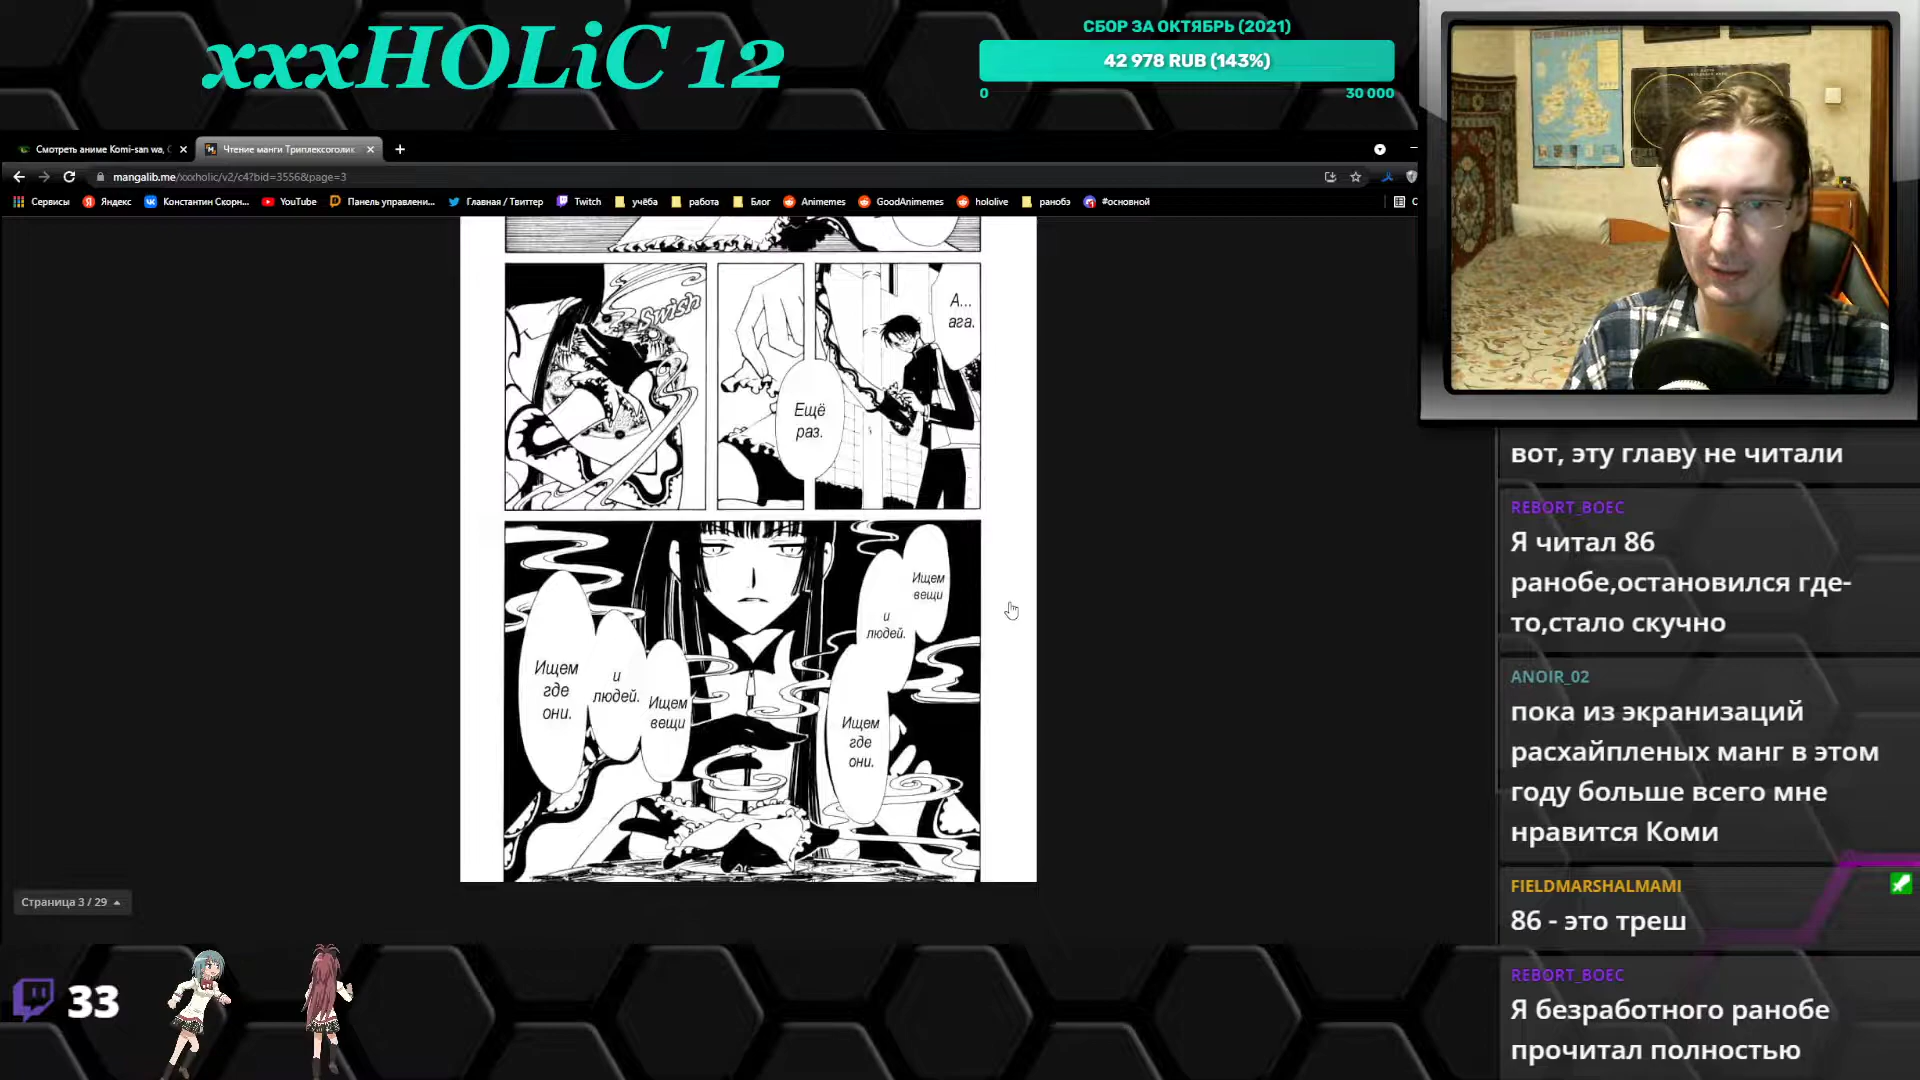 xxxHOLiC 12
СБОР ЗА ОКТЯБРЬ (2021)
42 978 RUB (143%)
0
30 000
Смотреть аниме Komi-san wa, C
Чтение манги Триплексоголик
mangalib.me/xxxholic/v2/c4?bid=3556&page=3
Сервисы
Яндекс
Константин Скорн...
YouTube
Панель управлени...
Главная / Твиттер
Twitch
учёба
работа
Блог
Animemes
GoodAnimemes
hololive
ранобэ
#основной
С
Swish
А...
ага.
Ещё
раз.
Ищем
вещи
и
людей.
Ищем
где
они.
Ищем
вещи
и
людей.
Ищем
где
они.
Страница 3 / 29
33
вот, эту главу не читали
REBORT_BOEC
Я читал 86
ранобе,остановился где-
то,стало скучно
ANOIR_02
пока из экранизаций
расхайпленых манг в этом
году больше всего мне
нравится Коми
FIELDMARSHALMAMI
86 - это треш
REBORT_BOEC
Я безработного ранобе
прочитал полностью